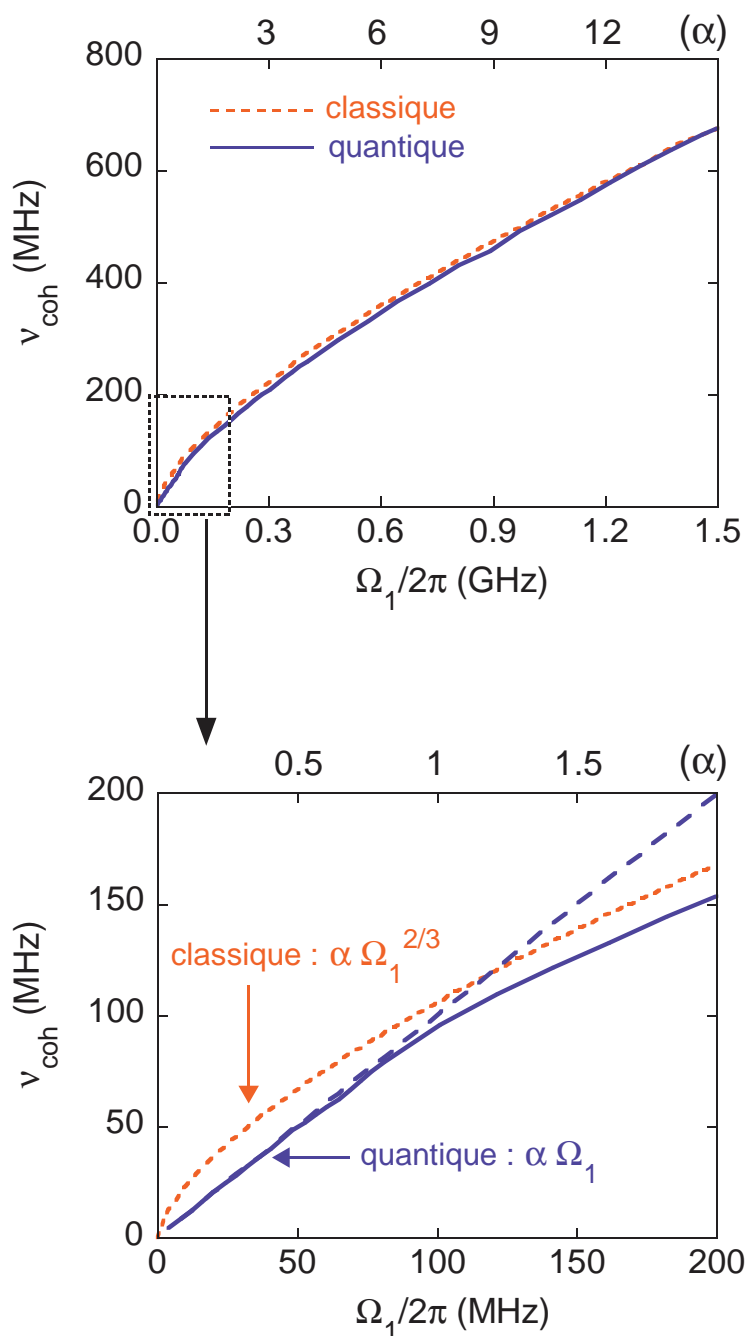 3 6 9 12 (α)
800
600
400
200
0
ν_coh (MHz)
classique
quantique
0.0 0.3 0.6 0.9 1.2 1.5
Ω_1/2π (GHz)
0.5 1 1.5 (α)
200
150
100
50
0
ν_coh (MHz)
classique : α Ω_1^2/3
quantique : α Ω_1
0 50 100 150 200
Ω_1/2π (MHz)